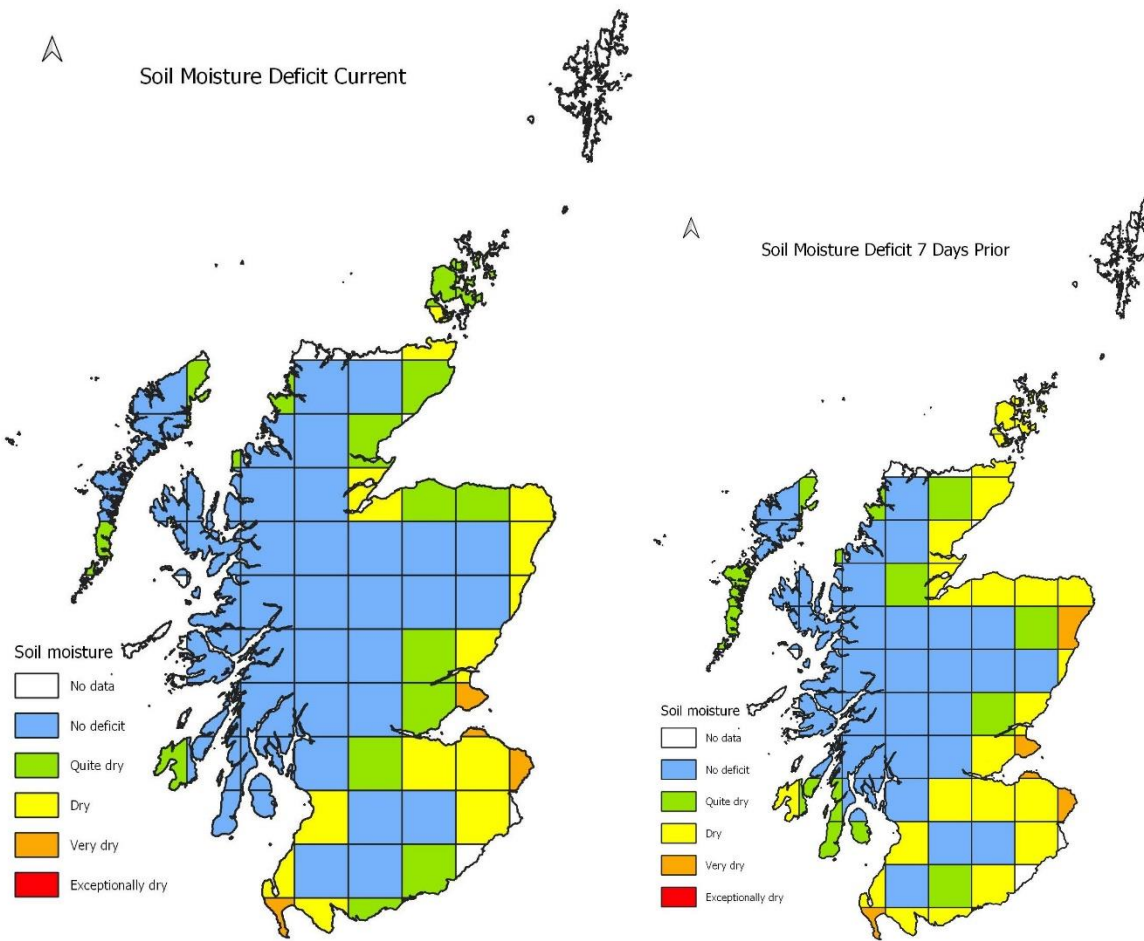 Soil Moisture Deficit Current
Soil moisture
No data
No deficit
Quite dry
Dry
Very dry
Exceptionally dry
Soil Moisture Deficit 7 Days Prior
Soil moisture
No data
No deficit
Quite dry
Dry
Very dry
Exceptionally dry